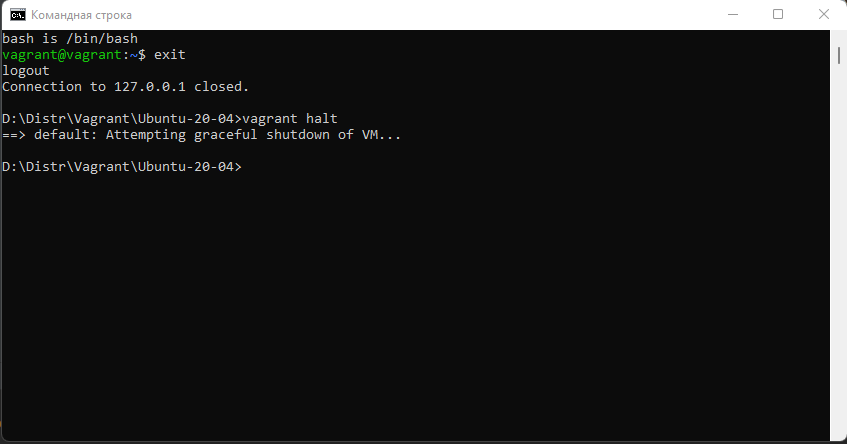 Командная строка
bash is /bin/bash
vagrant@vagrant:~$ exit
logout
Connection to 127.0.0.1 closed.
D:\Distr\Vagrant\Ubuntu-20-04>vagrant halt
==> default: Attempting graceful shutdown of VM...
D:\Distr\Vagrant\Ubuntu-20-04>